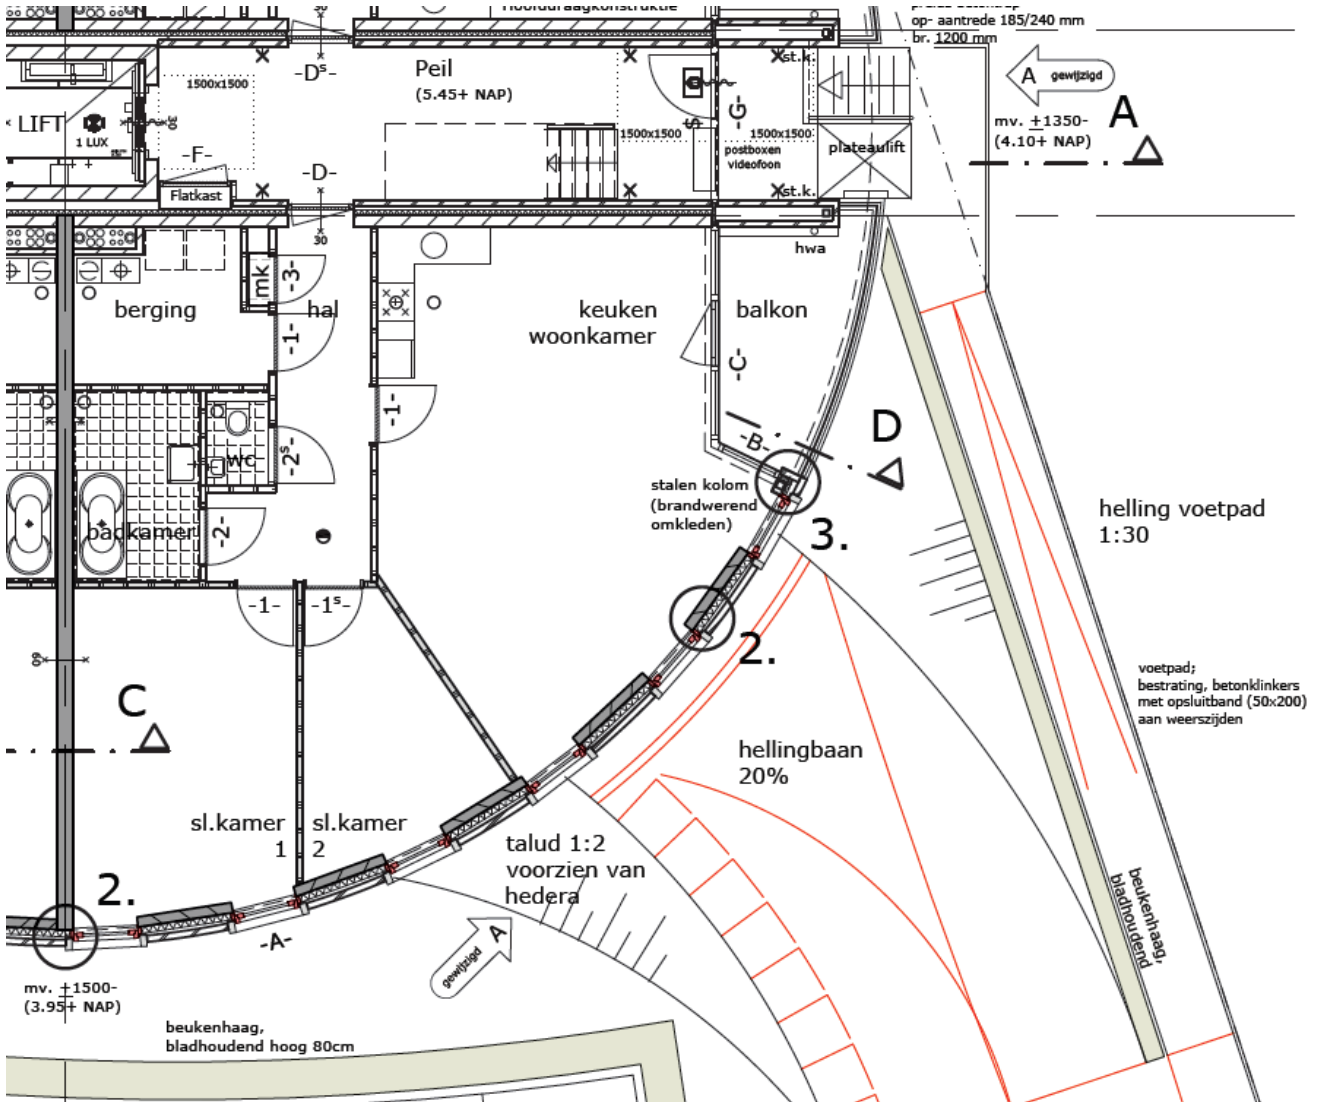 op- aantrede 185/240 mm
br. 1200 mm
-Dˢ-
Peil
(5.45+ NAP)
1500x1500
st.k.
A gewijzigd
LIFT
1 LUX
30
-G-
1500x1500
1500x1500
mv. +1350-
(4.10+ NAP)
A
postboxen
videofoon
plateaulift
-F-
-D-
Flatkast
st.k.
30
hwa
mk
-3-
berging
hal
keuken
woonkamer
balkon
-1-
-C-
-1-
D
-B-
wc
-2ˢ-
stalen kolom
(brandwerend
omkleden)
badkamer
-2-
3.
helling voetpad
1:30
-1-
-1ˢ-
2.
60
voetpad;
bestrating, betonklinkers
met opsluitband (50x200)
aan weerszijden
C
hellingbaan
20%
sl.kamer
1
sl.kamer
2
talud 1:2
voorzien van
hedera
2.
-A-
gewijzigd A
beukenhaag,
bladhoudend
mv. +1500-
(3.95+ NAP)
beukenhaag,
bladhoudend hoog 80cm